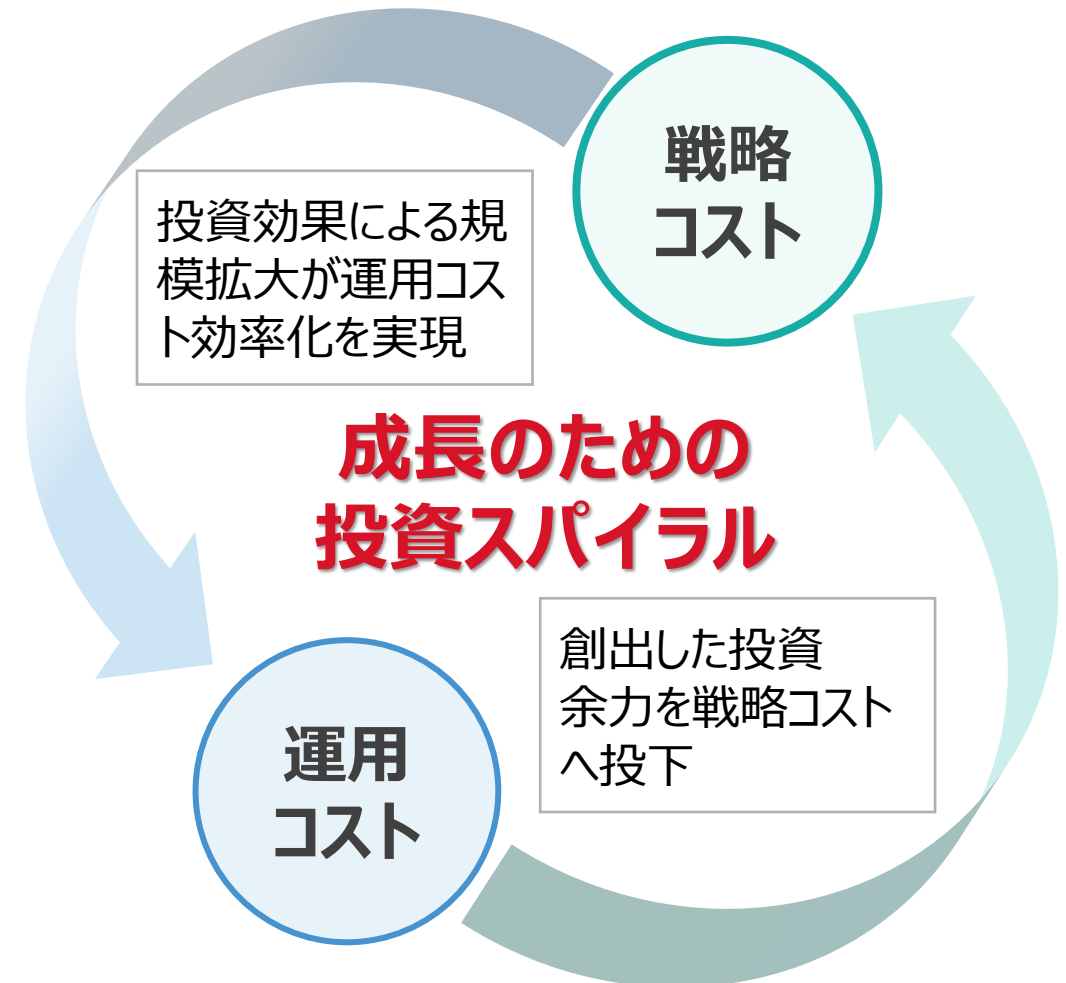 戦略
コスト
投資効果による規
模拡大が運用コス
ト効率化を実現
成長のための
投資スパイラル
創出した投資
余力を戦略コスト
へ投下
運用
コスト